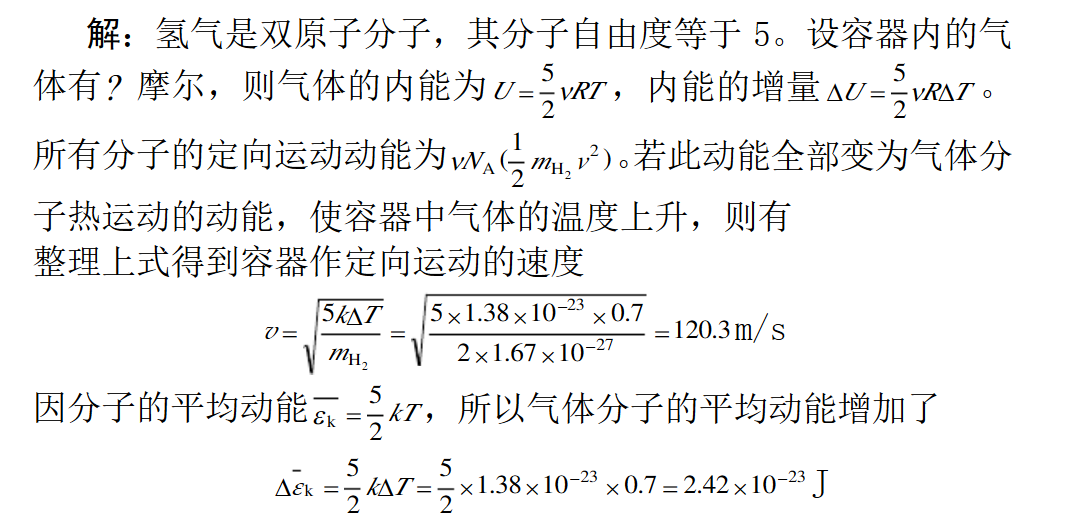 解：氢气是双原子分子，其分子自由度等于 5。设容器内的气
体有? 摩尔，则气体的内能为 U = 5/2 νRT，内能的增量 ΔU = 5/2 νRΔT。
所有分子的定向运动动能为 νN_A(1/2 m_H₂ν²)。若此动能全部变为气体分
子热运动的动能，使容器中气体的温度上升，则有
整理上式得到容器作定向运动的速度
υ = √(5kΔT / m_H₂) = √(5×1.38×10⁻²³×0.7 / 2×1.67×10⁻²⁷) = 120.3 m/s
因分子的平均动能 ε̄k = 5/2 kT，所以气体分子的平均动能增加了
Δε̄k = 5/2 kΔT = 5/2 ×1.38×10⁻²³×0.7 = 2.42×10⁻²³ J